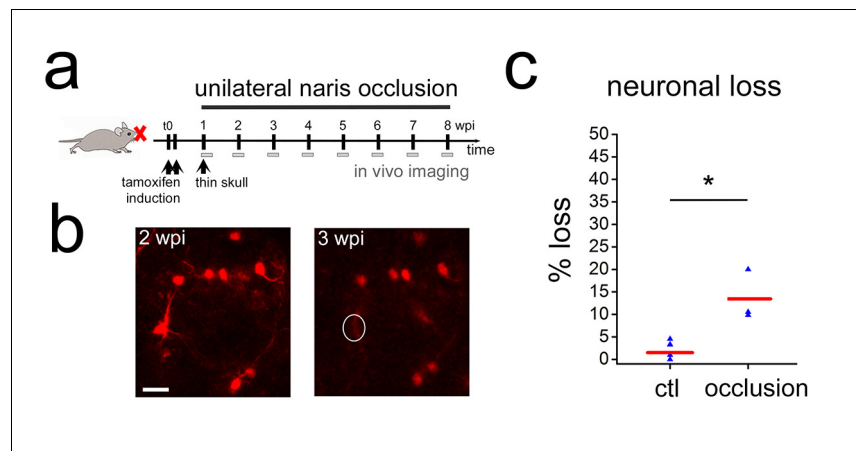 a
unilateral naris occlusion
t0 1 2 3 4 5 6 7 8 wpi
time
tamoxifen
induction
thin skull
in vivo imaging
b
2 wpi
3 wpi
c
neuronal loss
50
45
40
35
30
25
20
15
10
5
0
% loss
*
ctl
occlusion